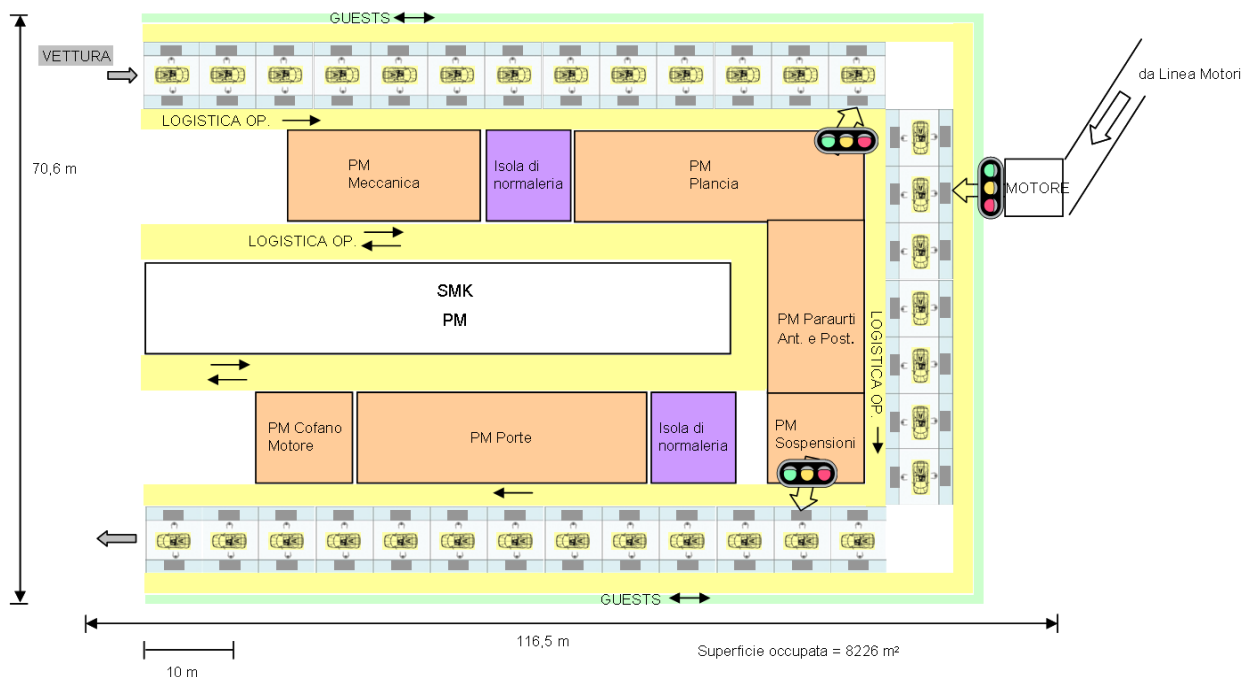 GUESTS
VETTURA
da Linea Motori
LOGISTICA OP.
PM
Meccanica
Isola di
normaleria
PM
Plancia
70,6 m
MOTORE
LOGISTICA OP.
SMK
PM
PM Paraurti
Ant. e Post.
LOGISTICA OP.
PM Cofano
Motore
PM Porte
Isola di
normaleria
PM
Sospensioni
GUESTS
116,5 m
Superficie occupata = 8226 m²
10 m